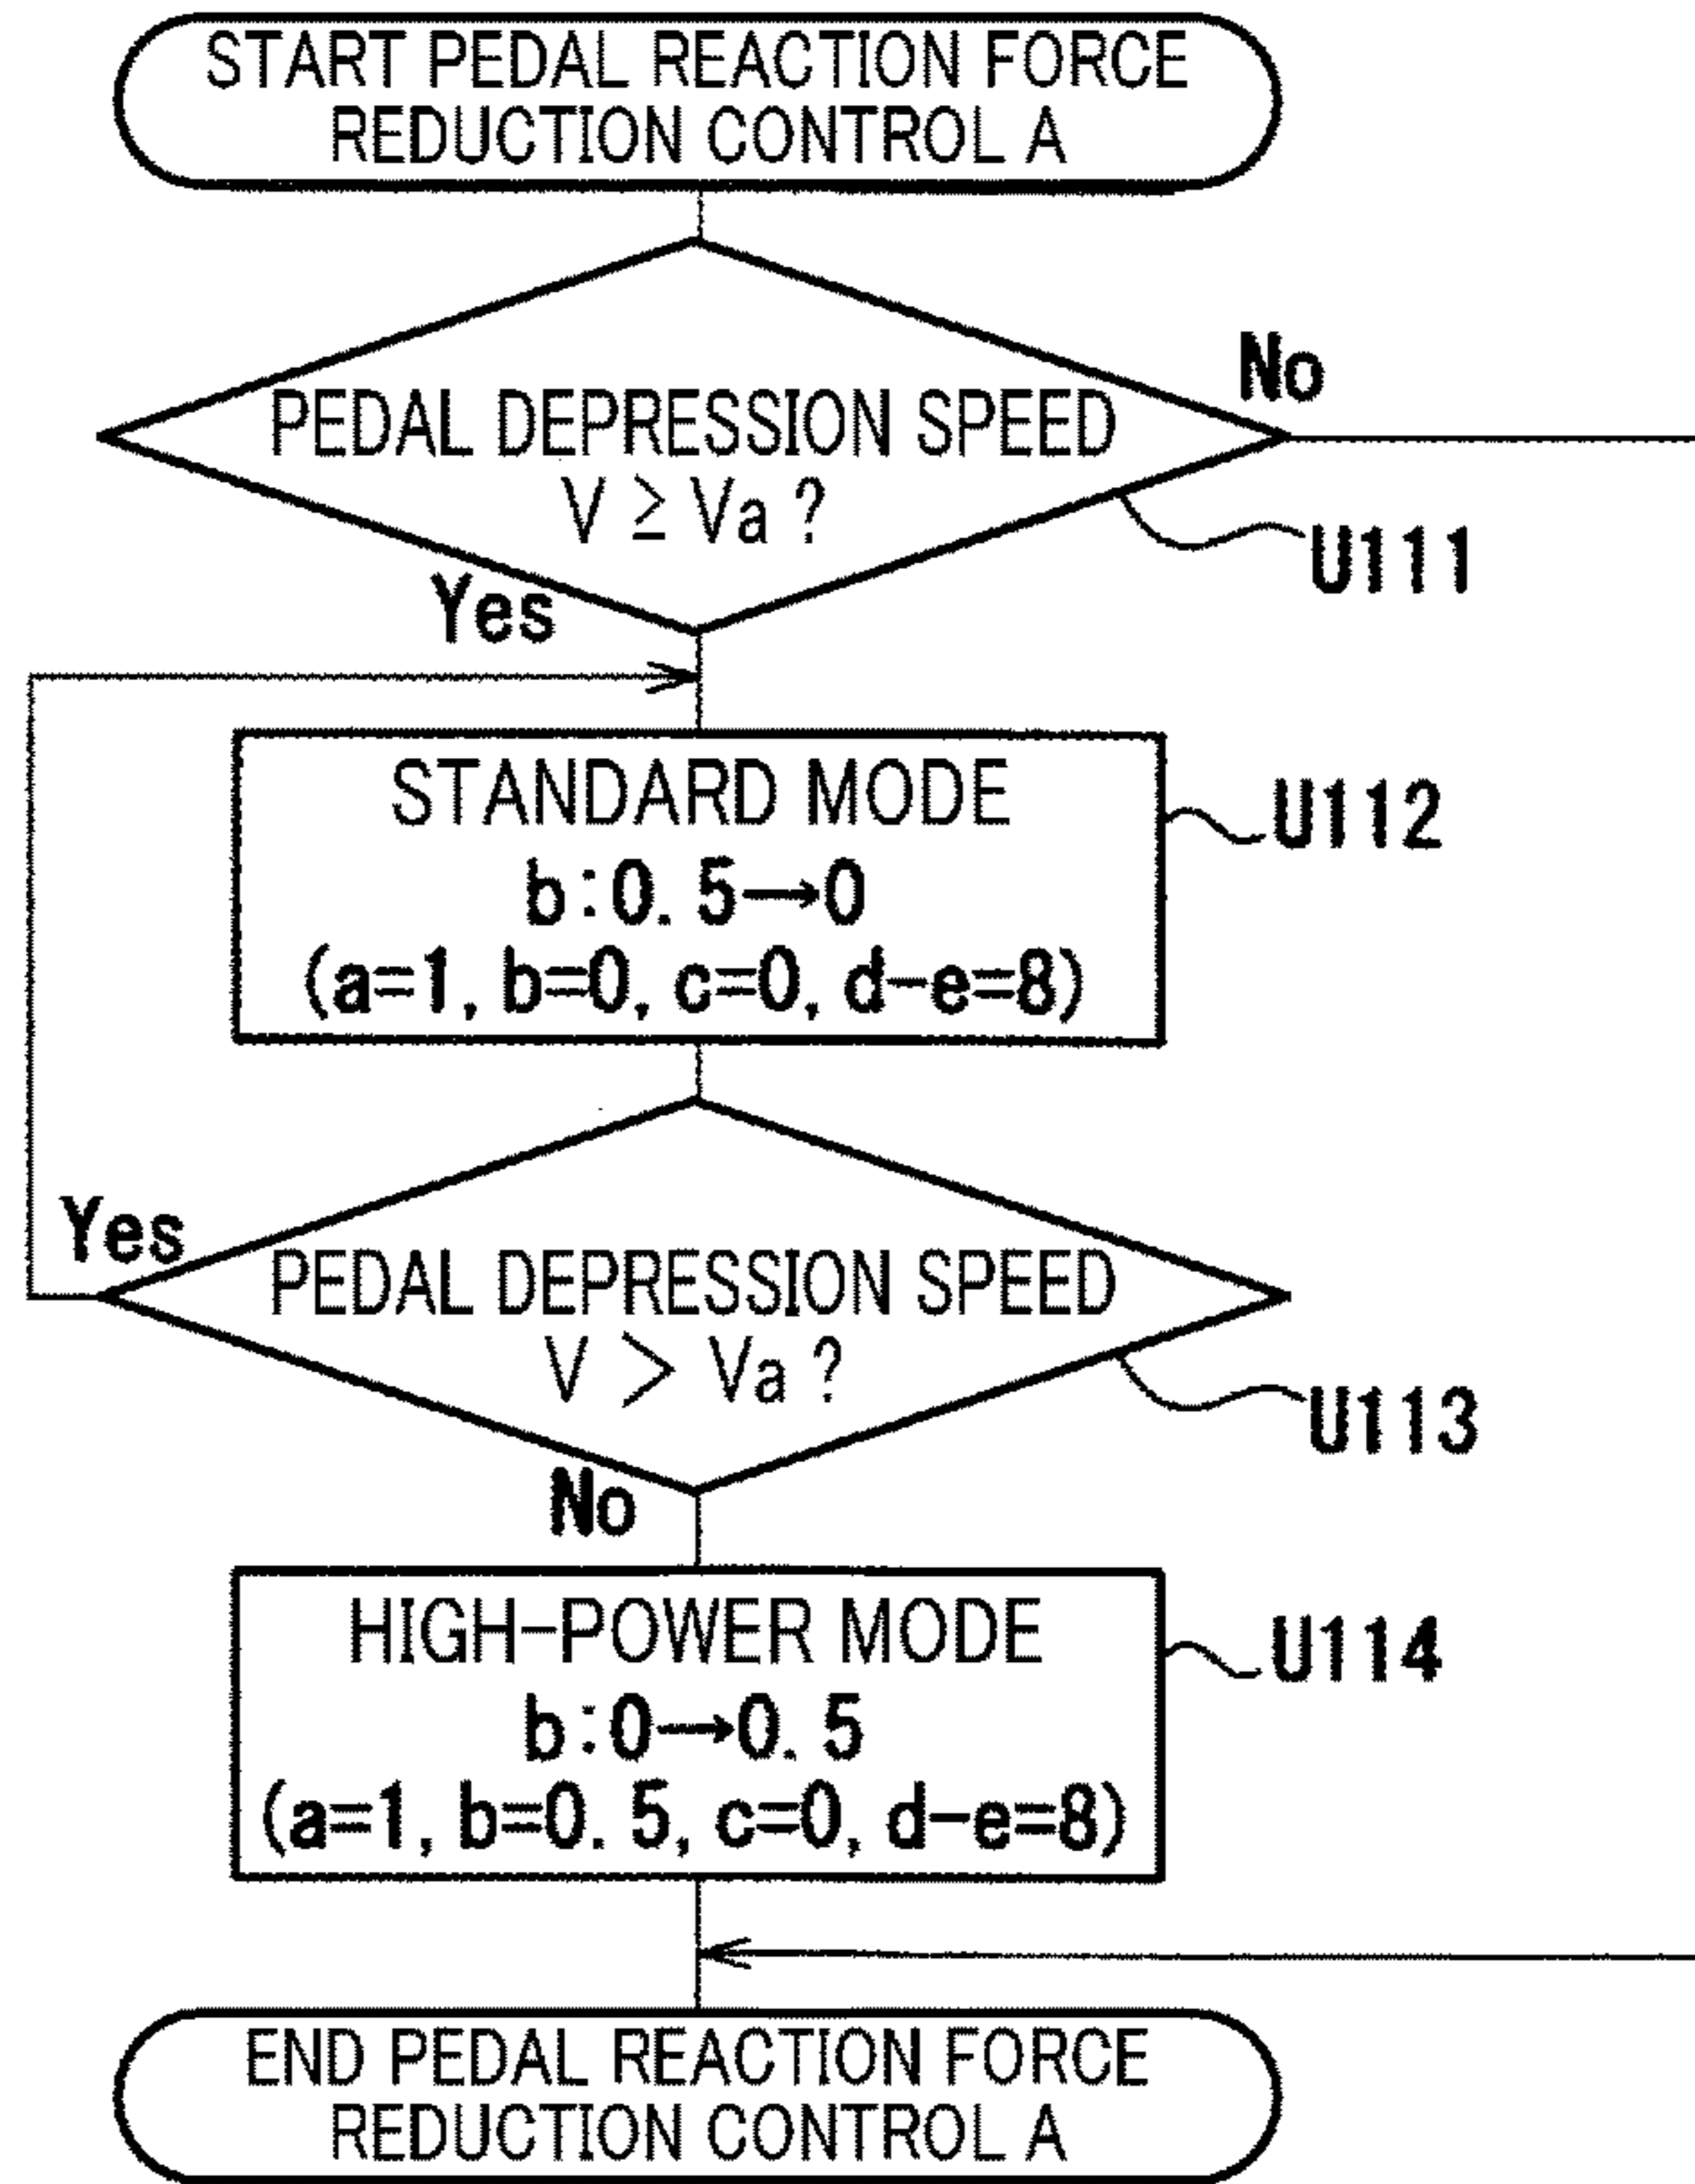 START PEDAL REACTION FORCE
REDUCTION CONTROL A
No
PEDAL DEPRESSION SPEED
V ≥ Va ?
U111
Yes
STANDARD MODE
U112
b:0.5→0
(a=1, b=0, c=0, d-e=8)
Yes
PEDAL DEPRESSION SPEED
V > Va ?
U113
No
HIGH-POWER MODE
U114
b:0→0.5
(a=1, b=0.5, c=0, d-e=8)
END PEDAL REACTION FORCE
REDUCTION CONTROL A